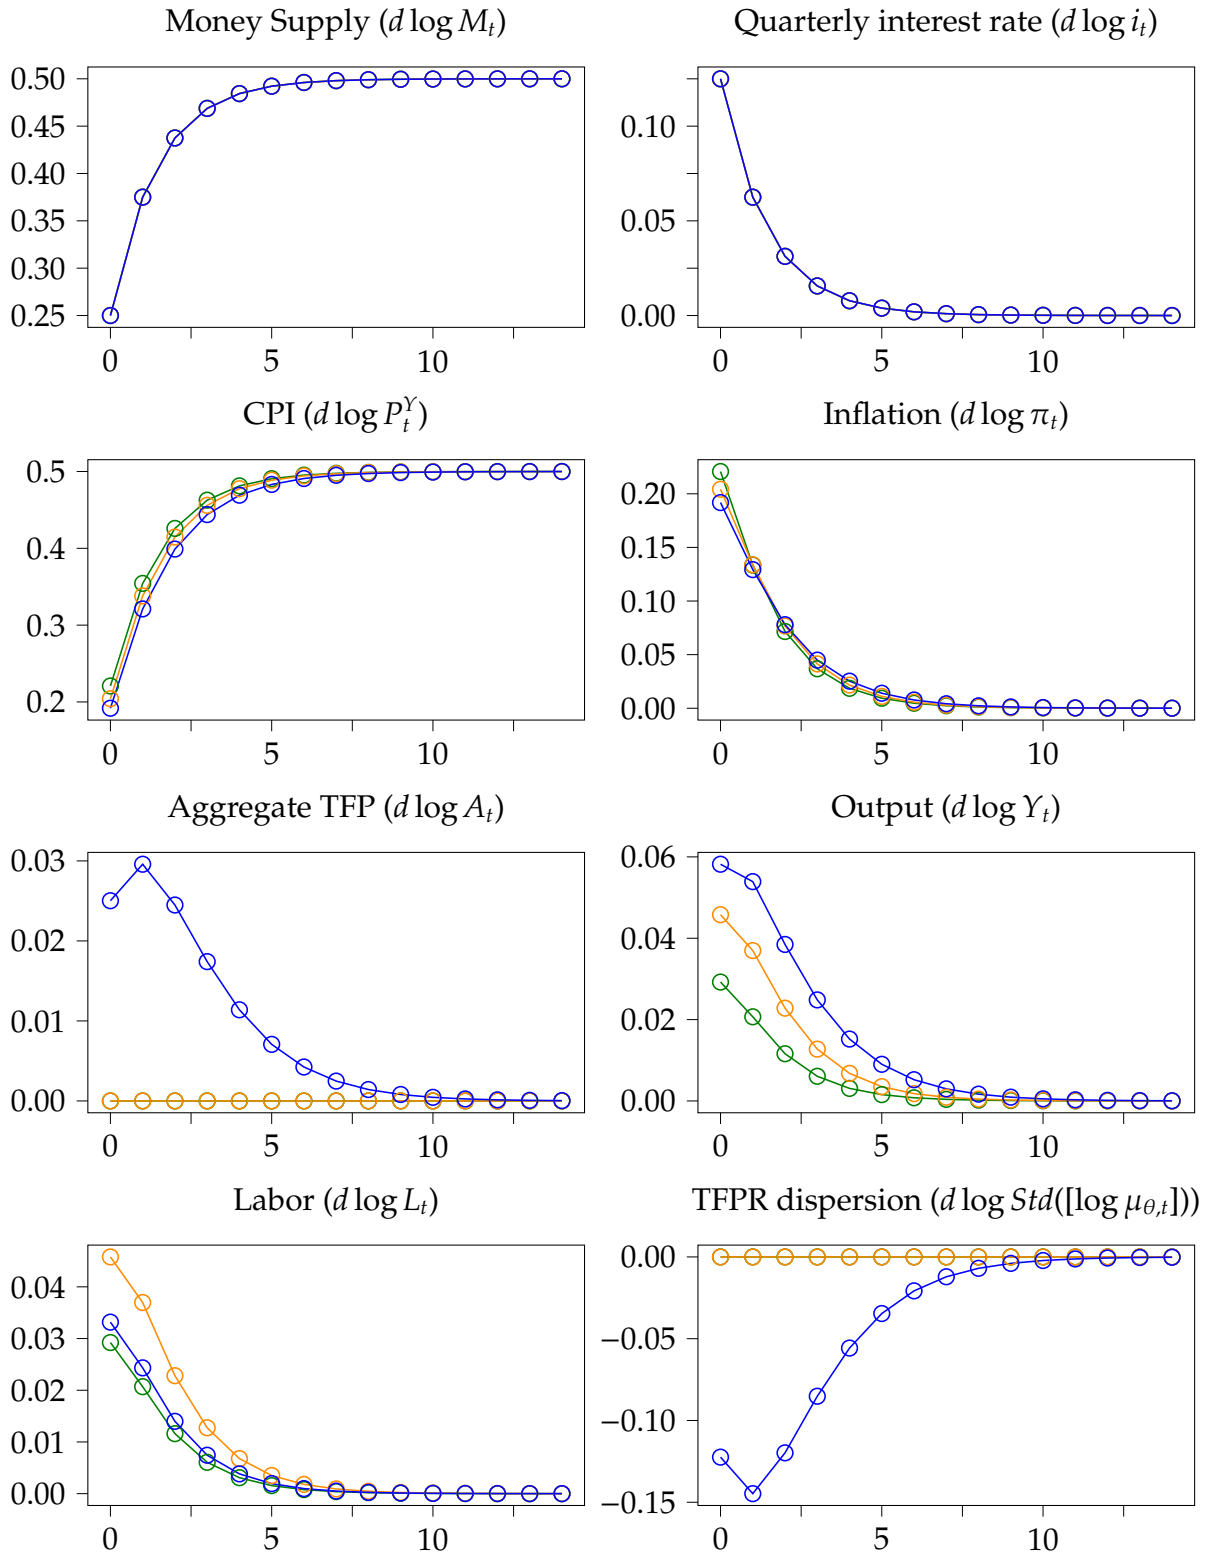 Money Supply (d log M_t)
Quarterly interest rate (d log i_t)
0.50
0.45
0.40
0.35
0.30
0.25
0 5 10
0.10
0.05
0.00
0 5 10
CPI (d log P_t^Y)
Inflation (d log π_t)
0.5
0.4
0.3
0.2
0 5 10
0.20
0.15
0.10
0.05
0.00
0 5 10
Aggregate TFP (d log A_t)
Output (d log Y_t)
0.03
0.02
0.01
0.00
0 5 10
0.06
0.04
0.02
0.00
0 5 10
Labor (d log L_t)
TFPR dispersion (d log Std([log μ_{θ,t}]))
0.04
0.03
0.02
0.01
0.00
0 5 10
0.00
−0.05
−0.10
−0.15
0 5 10